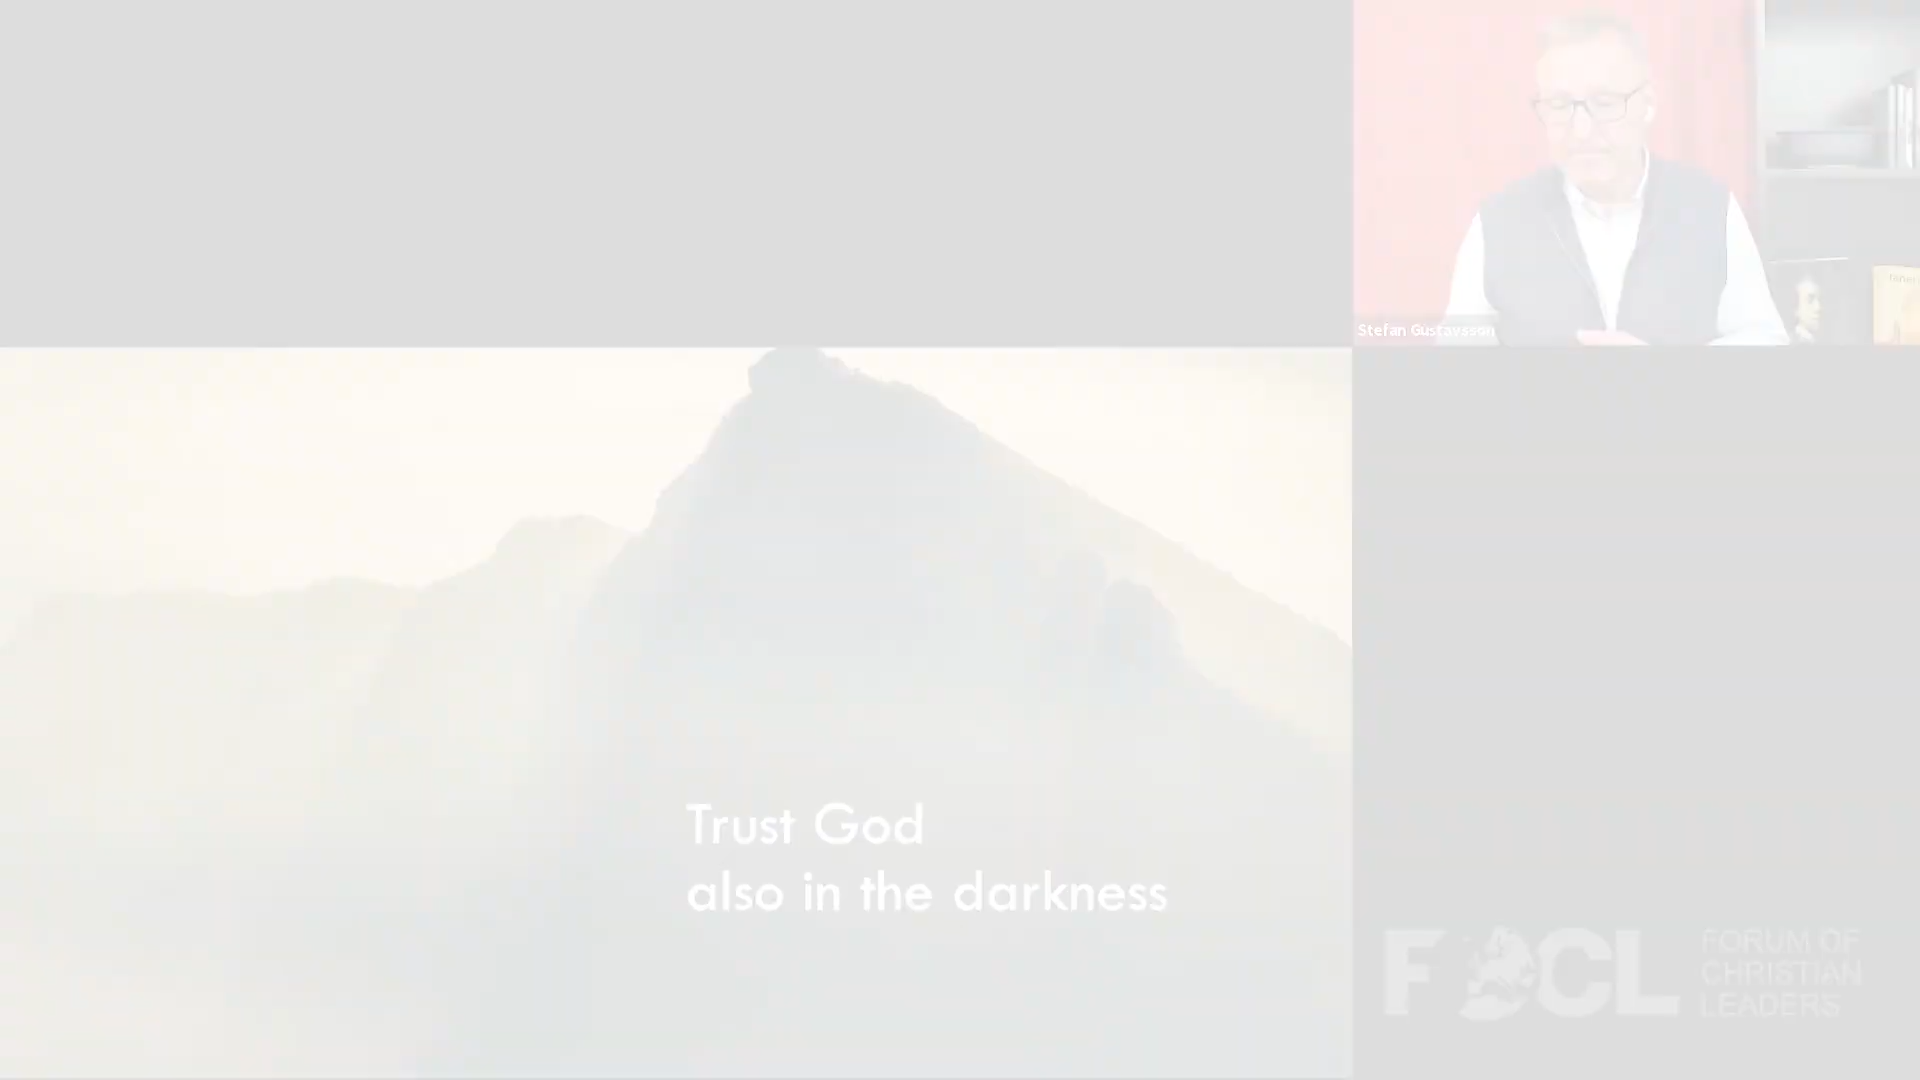 Stefan Gustavsson
Trust God
also in the darkness
FOCL
FORUM OF
CHRISTIAN
LEADERS